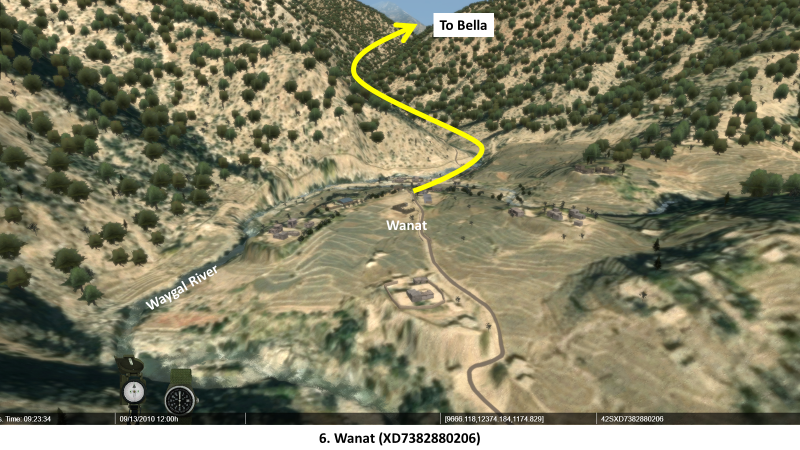 To Bella
Wanat
Waygal River
s. Time: 09:23:34 09/13/2010 12:00h [9666.118,12374.184,1174.829] 42SXD7382880206
6. Wanat (XD7382880206)